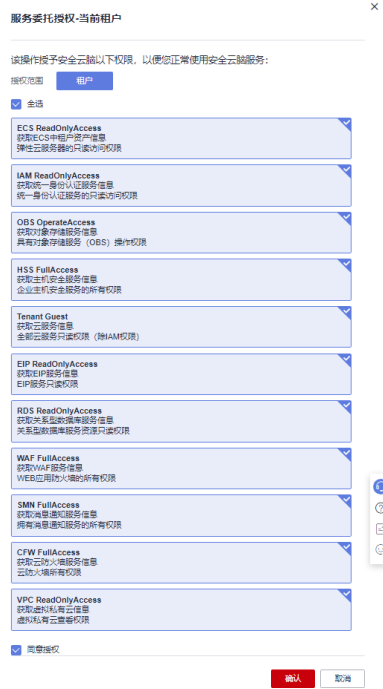 服务委托授权-当前租户
该操作授予安全云脑以下权限，以便您正常使用安全云脑服务：
授权范围 租户
全选
ECS ReadOnlyAccess
获取ECS中租户资产信息
弹性云服务器的只读访问权限
IAM ReadOnlyAccess
获取统一身份认证服务信息
统一身份认证服务的只读访问权限
OBS OperateAccess
获取对象存储服务信息
具有对象存储服务（OBS）操作权限
HSS FullAccess
获取主机安全服务信息
企业主机安全服务的所有权限
Tenant Guest
获取云服务信息
全部云服务只读权限（除IAM权限）
EIP ReadOnlyAccess
获取EIP服务信息
EIP服务只读权限
RDS ReadOnlyAccess
获取关系型数据库服务信息
关系型数据库服务资源只读权限
WAF FullAccess
获取WAF服务信息
WEB应用防火墙的所有权限
SMN FullAccess
获取消息通知服务信息
拥有消息通知服务的所有权限
CFW FullAccess
获取云防火墙服务信息
云防火墙所有权限
VPC ReadOnlyAccess
获取虚拟私有云信息
虚拟私有云查看权限
同意授权
确认 取消